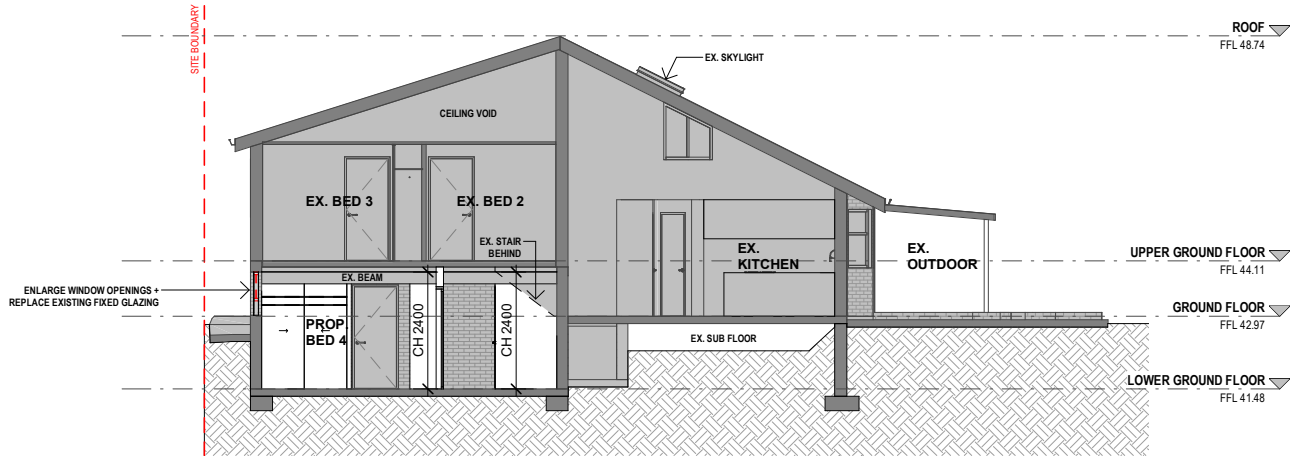 SITE BOUNDARY
ROOF
FFL 48.74
EX. SKYLIGHT
CEILING VOID
EX. BED 3
EX. BED 2
EX. STAIR
BEHIND
EX.
KITCHEN
EX.
OUTDOOR
UPPER GROUND FLOOR
FFL 44.11
EX. BEAM
ENLARGE WINDOW OPENINGS +
REPLACE EXISTING FIXED GLAZING
GROUND FLOOR
FFL 42.97
PROP.
BED 4
CH 2400
CH 2400
EX. SUB FLOOR
LOWER GROUND FLOOR
FFL 41.48